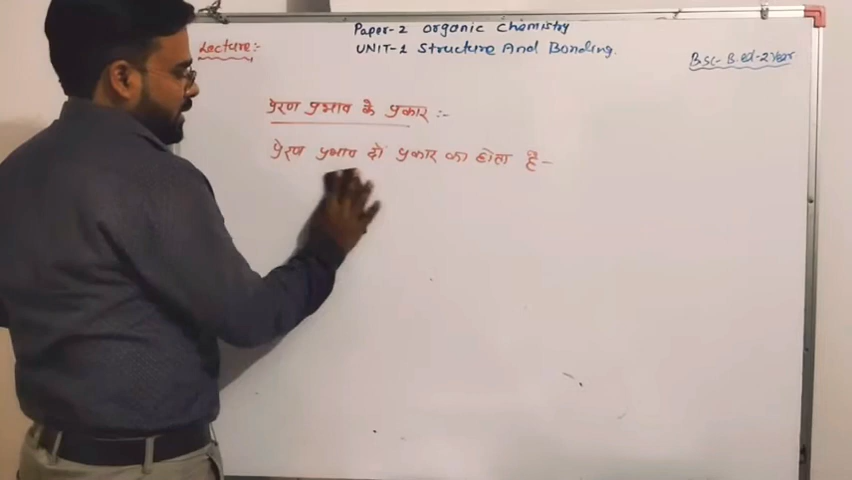 Paper-2 organic chemistry
Lecture:-
UNIT-1 Structure And Bonding.
BSC- B.ed-2Year
प्रेरण प्रभाव के प्रकार :-
प्रेरण प्रभाव दो प्रकार का होता है-